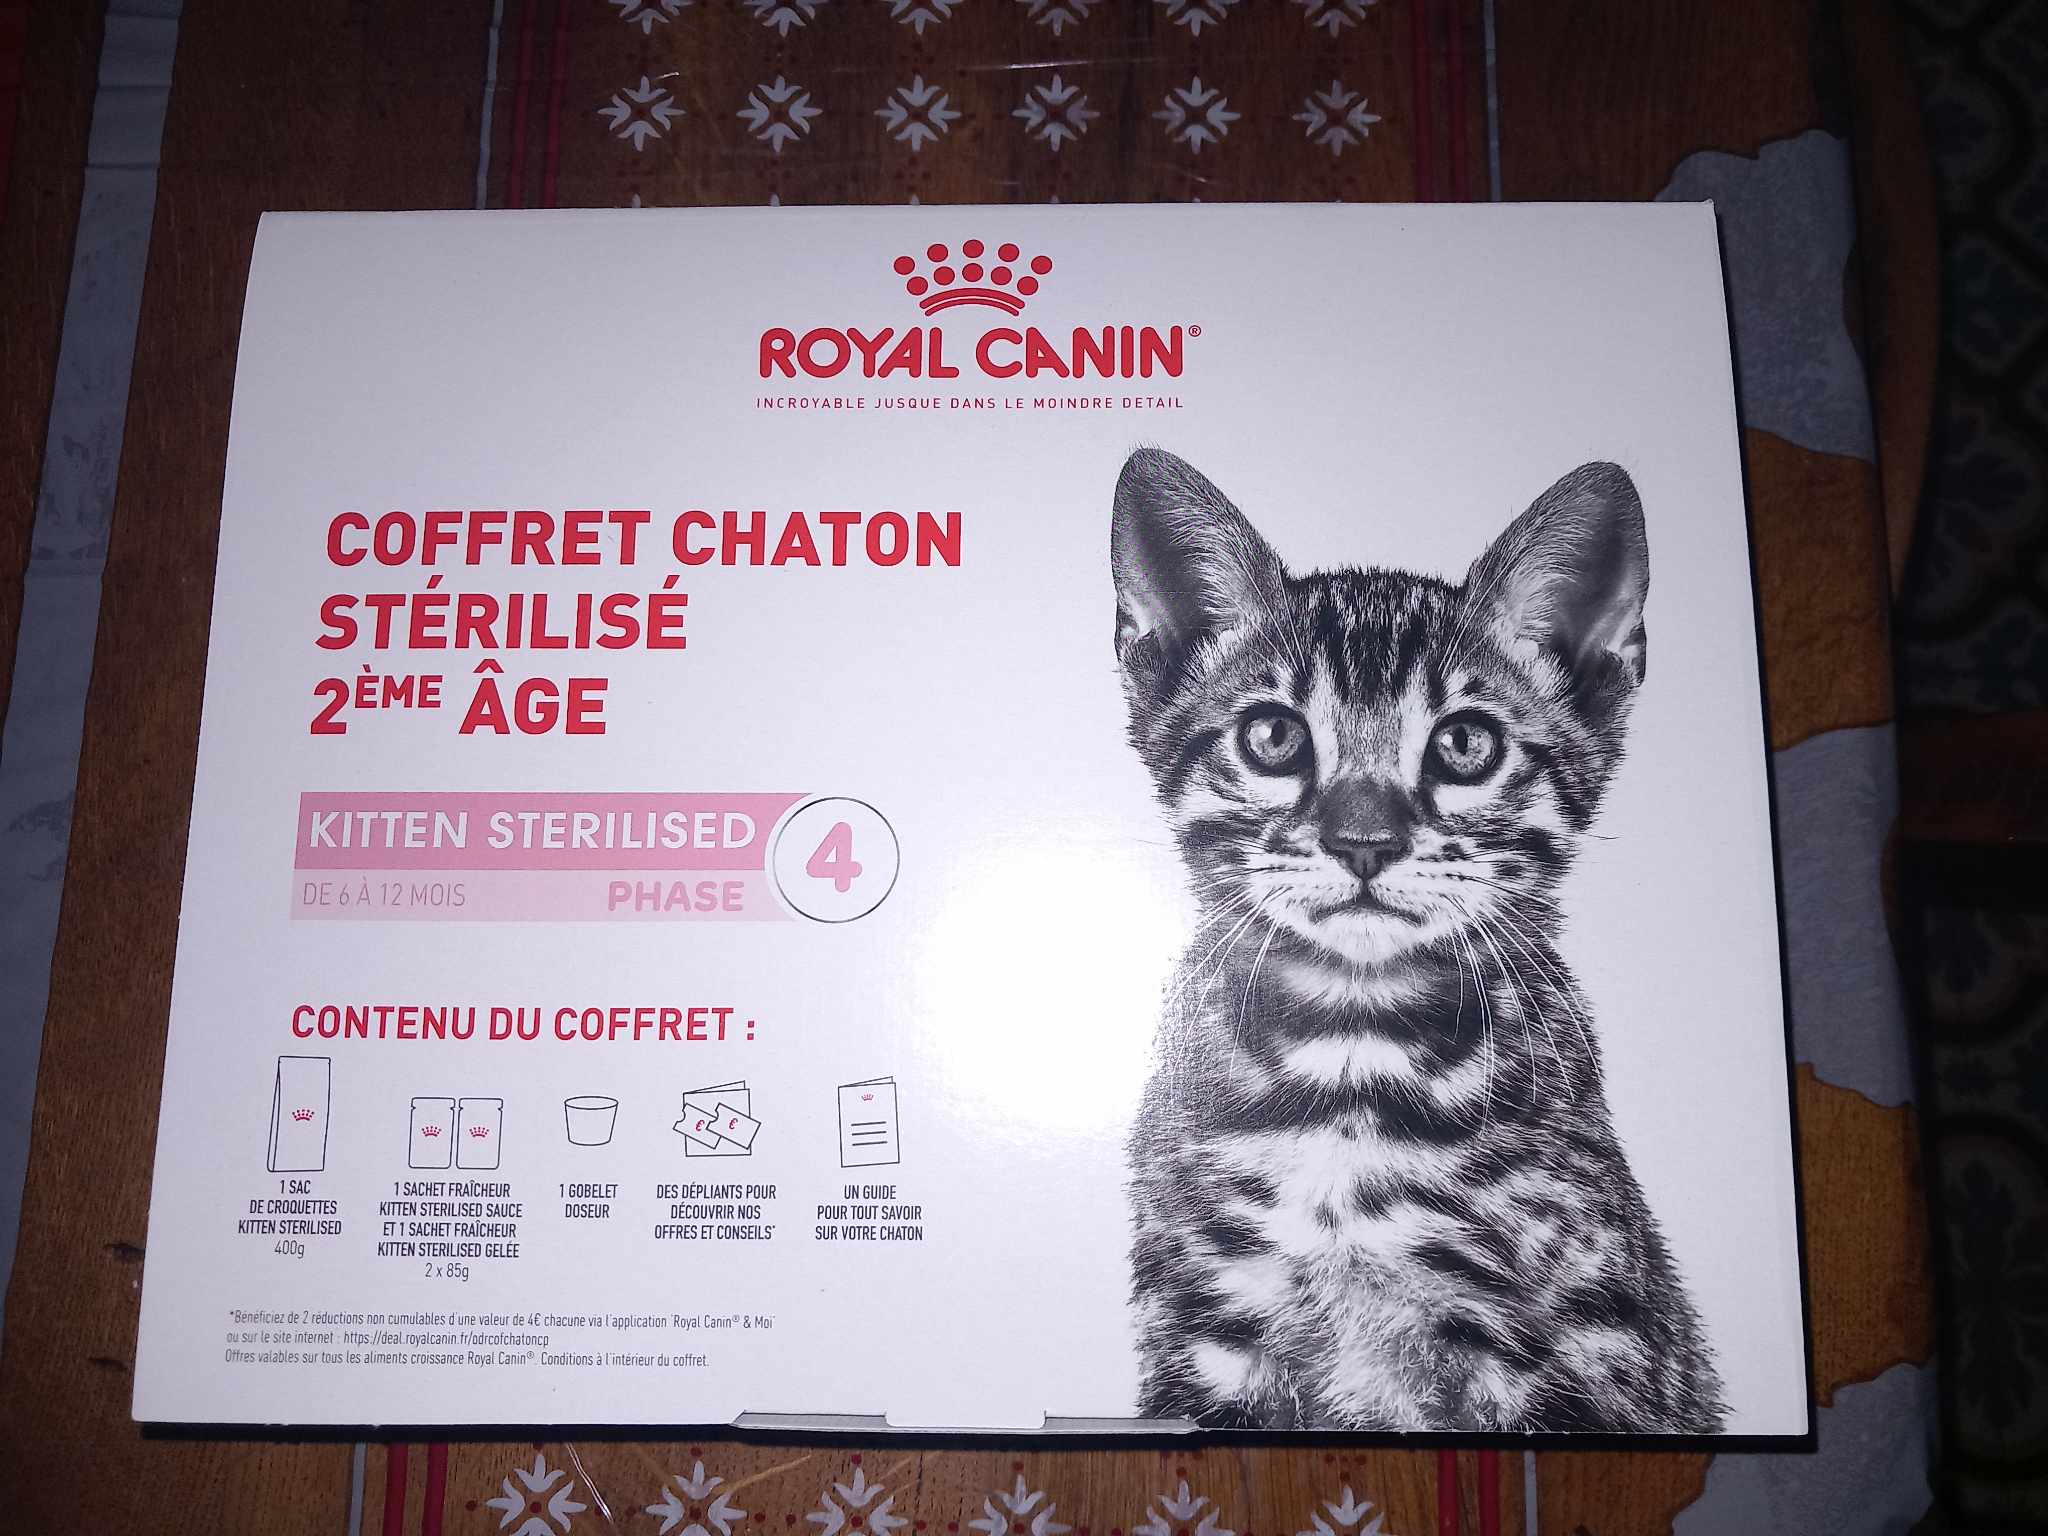 ROYAL CANIN®
INCROYABLE JUSQUE DANS LE MOINDRE DETAIL
COFFRET CHATON
STÉRILISÉ
2ÈME ÂGE
KITTEN STERILISED
4
DE 6 À 12 MOIS
PHASE
CONTENU DU COFFRET :
€ €
1 SAC
DE CROQUETTES
KITTEN STERILISED
400g
1 SACHET FRAÎCHEUR
KITTEN STERILISED SAUCE
ET 1 SACHET FRAÎCHEUR
KITTEN STERILISED GELÉE
2 x 85g
1 GOBELET
DOSEUR
DES DÉPLIANTS POUR
DÉCOUVRIR NOS
OFFRES ET CONSEILS*
UN GUIDE
POUR TOUT SAVOIR
SUR VOTRE CHATON
*Bénéficiez de 2 réductions non cumulables d'une valeur de 4€ chacune via l'application "Royal Canin® & Moi"
ou sur le site internet : https://deal.royalcanin.fr/odrcofchatoncp
Offres valables sur tous les aliments croissance Royal Canin®. Conditions à l'intérieur du coffret.